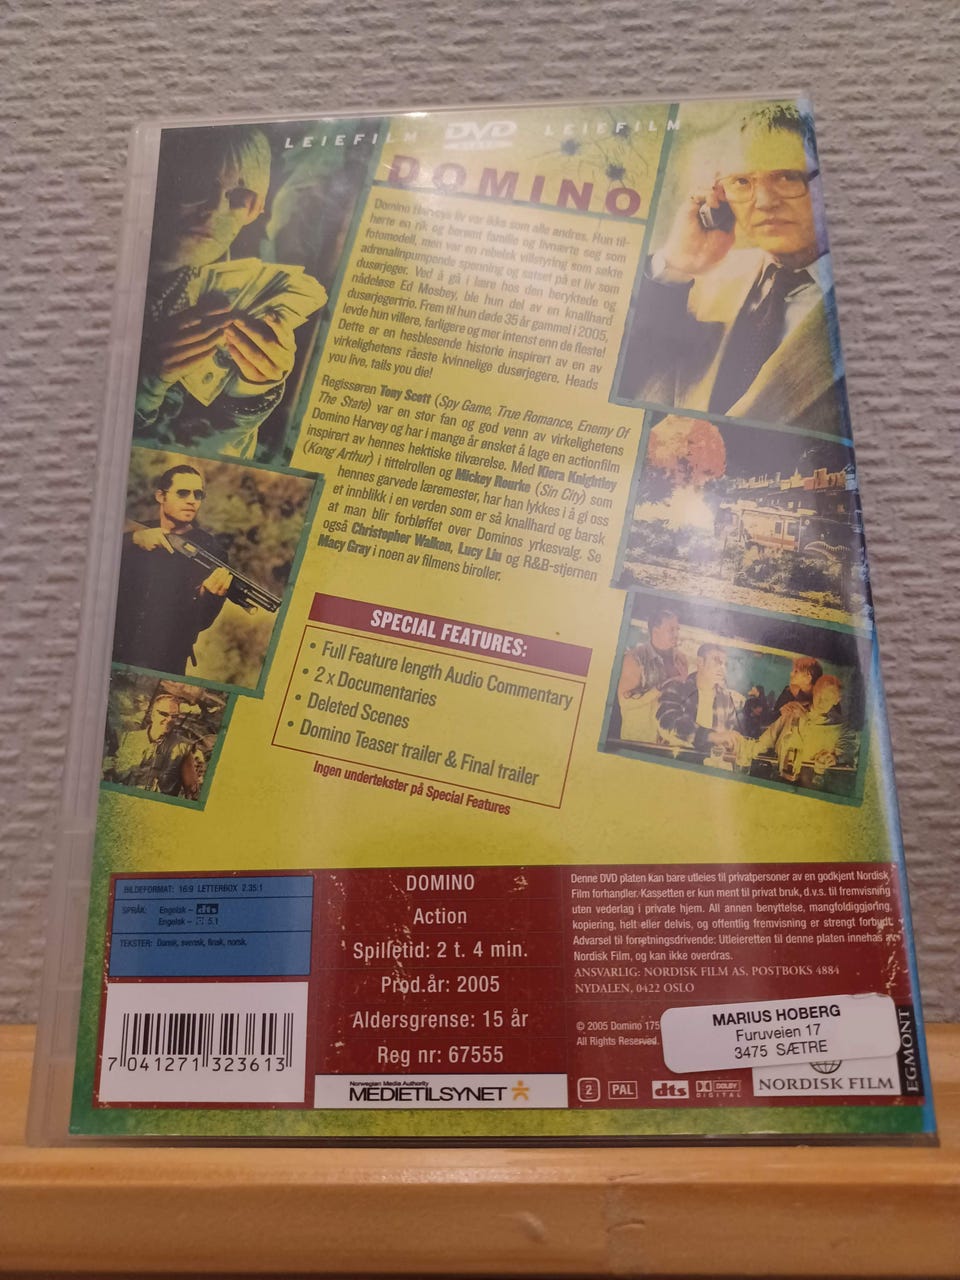 LEIEFILM DVD LEIEFILM
DOMINO
Domino Harveys liv var ikke som alle andres. Hun til-
hørte en rik og berømt familie og livnærte seg som
fotomodell, men var en rebelsk villstyring som søkte
adrenalinpumpende spenning og satset på et liv som
dusørjeger. Ved å gå i lære hos den beryktede og
nådeløse Ed Mosbey, ble hun del av en knallhard
dusørjegertrio. Frem til hun døde 35 år gammel i 2005,
levde hun villere, farligere og mer intenst enn de fleste!
Dette er en hesblesende historie inspirert av en av
virkelighetens råeste kvinnelige dusørjegere. Heads
you live, tails you die!
Regissøren Tony Scott (Spy Game, True Romance, Enemy Of
The State) var en stor fan og god venn av virkelighetens
Domino Harvey og har i mange år ønsket å lage en actionfilm
inspirert av hennes hektiske tilværelse. Med Kiera Knightley
(Kong Arthur) i tittelrollen og Mickey Rourke (Sin City) som
hennes garvede læremester, har han lykkes i å gi oss
et innblikk i en verden som er så knallhard og barsk
at man blir forbløffet over Dominos yrkesvalg. Se
også Christopher Walken, Lucy Liu og R&B-stjernen
Macy Gray i noen av filmens biroller.
SPECIAL FEATURES:
• Full Feature length Audio Commentary
• 2 x Documentaries
• Deleted Scenes
• Domino Teaser trailer & Final trailer
Ingen undertekster på Special Features
BILDEFORMAT: 16:9 LETTERBOX 2.35:1
SPRÅK: Engelsk – dts
Engelsk – 5.1
TEKSTER: Dansk, svensk, finsk, norsk.
7 041271 323613
DOMINO
Action
Spilletid: 2 t. 4 min.
Prod.år: 2005
Aldersgrense: 15 år
Reg nr: 67555
Norwegian Media Authority
MEDIETILSYNET
Denne DVD platen kan bare utleies til privatpersoner av en godkjent Nordisk
Film forhandler. Kassetten er kun ment til privat bruk, d.v.s. til fremvisning
uten vederlag i private hjem. All annen benyttelse, mangfoldiggjøring,
kopiering, helt eller delvis, og offentlig fremvisning er strengt forbudt.
Advarsel til forretningsdrivende: Utleieretten til denne platen innehas av
Nordisk Film, og kan ikke overdras.
ANSVARLIG: NORDISK FILM AS, POSTBOKS 4884
NYDALEN, 0422 OSLO
© 2005 Domino 175
All Rights Reserved.
MARIUS HOBERG
Furuveien 17
3475 SÆTRE
2 PAL dts DOLBY DIGITAL
NORDISK FILM
EGMONT